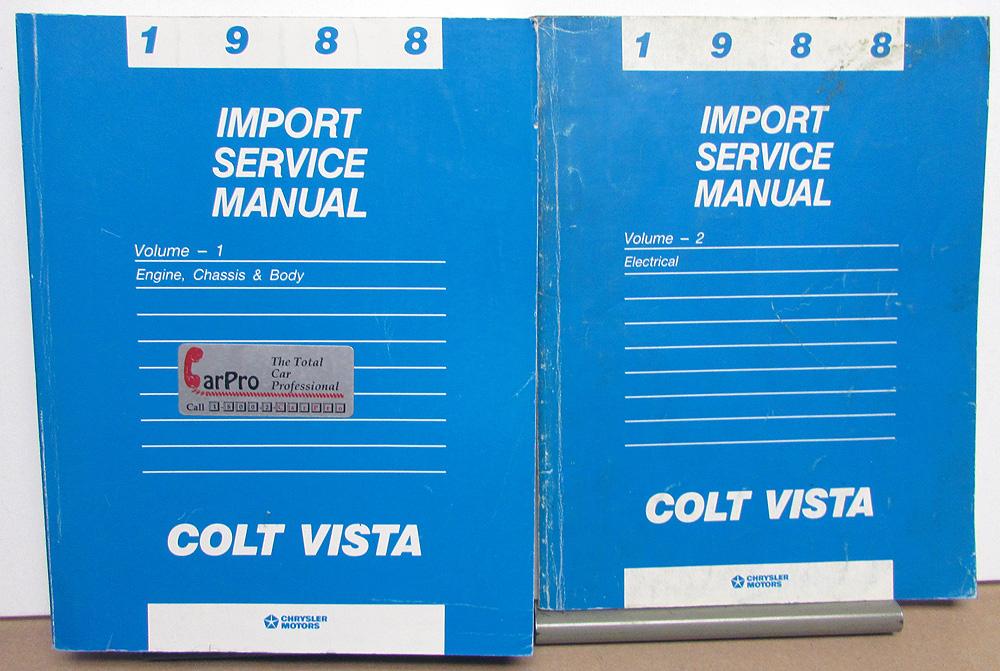 1 9 8 8
IMPORT
SERVICE
MANUAL
Volume – 1
Engine, Chassis & Body
CarPro
The Total
Car
Professional
Call
COLT VISTA
CHRYSLER
MOTORS
1 9 8 8
IMPORT
SERVICE
MANUAL
Volume – 2
Electrical
COLT VISTA
CHRYSLER
MOTORS